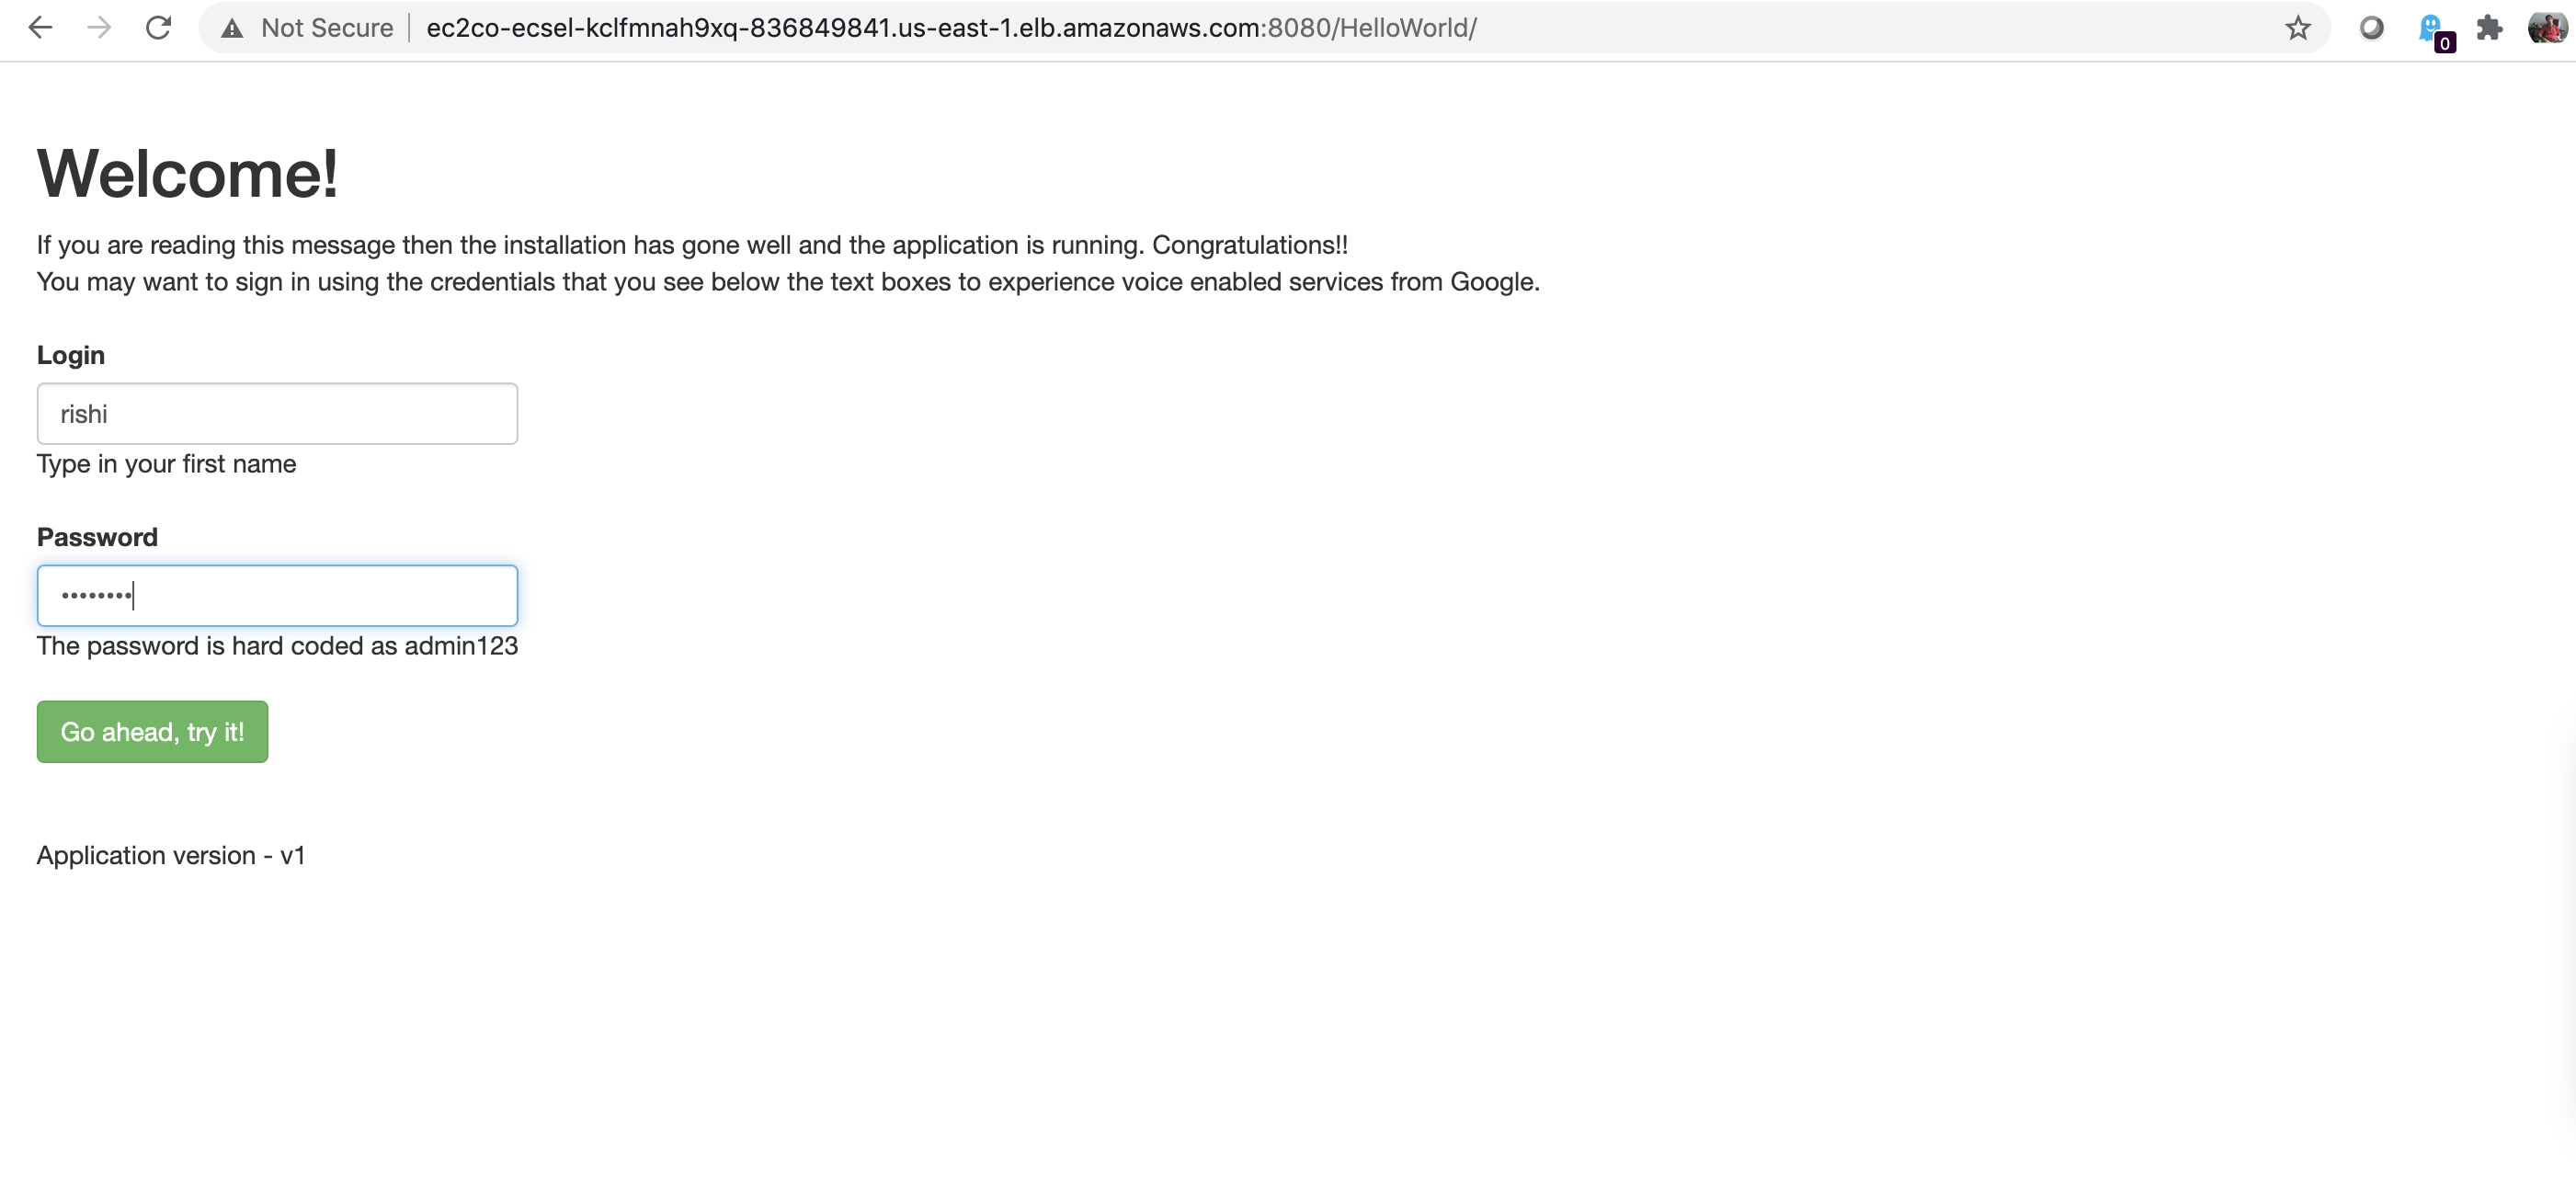 Not Secure | ec2co-ecsel-kclfmnah9xq-836849841.us-east-1.elb.amazonaws.com:8080/HelloWorld/
0
Welcome!
If you are reading this message then the installation has gone well and the application is running. Congratulations!!
You may want to sign in using the credentials that you see below the text boxes to experience voice enabled services from Google.
Login
rishi
Type in your first name
Password
••••••••
The password is hard coded as admin123
Go ahead, try it!
Application version - v1